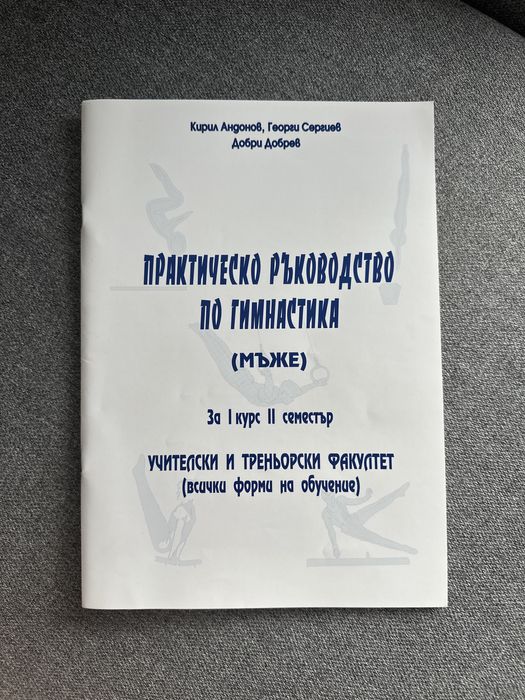 Кирил Андонов, Георги Сергиев
Добри Добрев
ПРАКТИЧЕСКО РЪКОВОДСТВО
ПО ГИМНАСТИКА
(МЪЖЕ)
За I курс II семестър
УЧИТЕЛСКИ И ТРЕНЬОРСКИ ФАКУЛТЕТ
(всички форми на обучение)